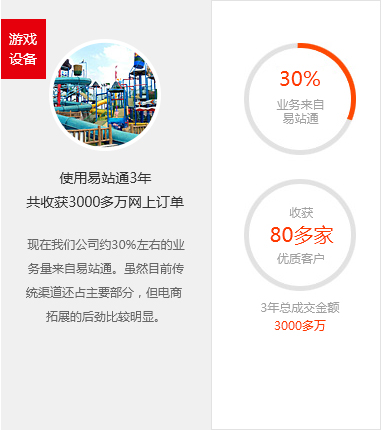 游戏
设备
使用易站通3年
共收获3000多万网上订单
现在我们公司约30%左右的业
务量来自易站通。虽然目前传
统渠道还占主要部分，但电商
拓展的后劲比较明显。
30%
业务来自
易站通
收获
80多家
优质客户
3年总成交金额
3000多万